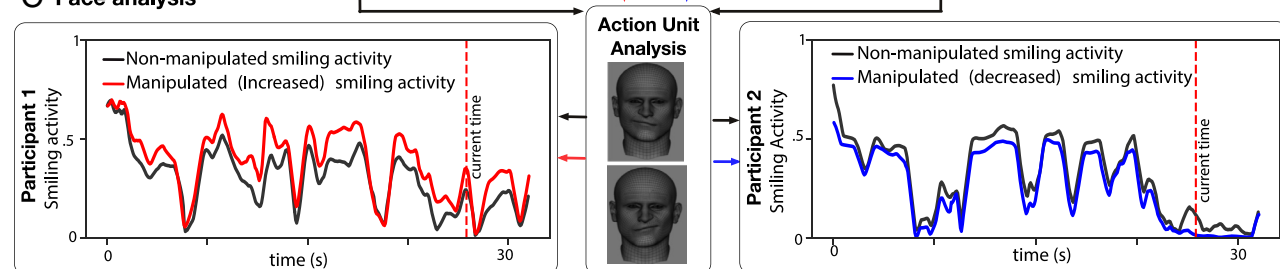 Face analysis
1
Non-manipulated smiling activity
Manipulated (Increased) smiling activity
Participant 1
Smiling Activity
.5
current time
0
0
time (s)
30
Action Unit
Analysis
1
Non-manipulated smiling activity
Manipulated (decreased) smiling activity
Participant 2
Smiling Activity
.5
current time
0
0
time (s)
30